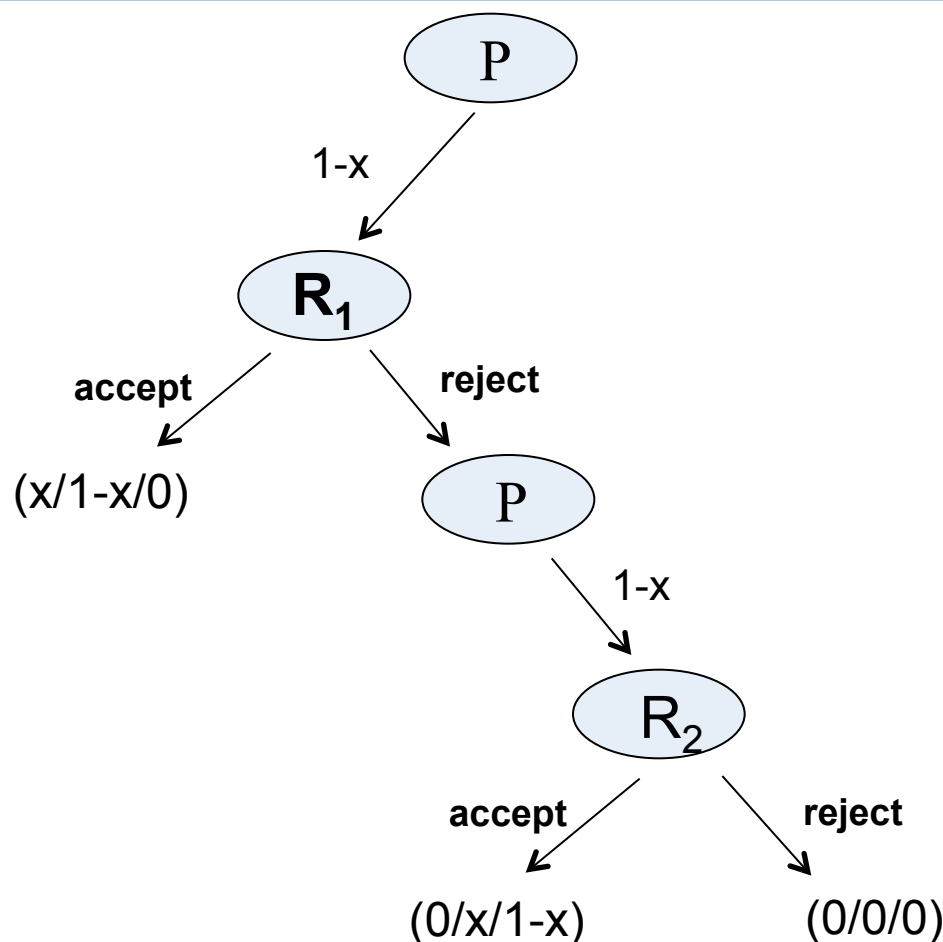 P
1-x
R₁
accept
reject
(x/1-x/0)
P
1-x
R₂
accept
reject
(0/x/1-x)
(0/0/0)